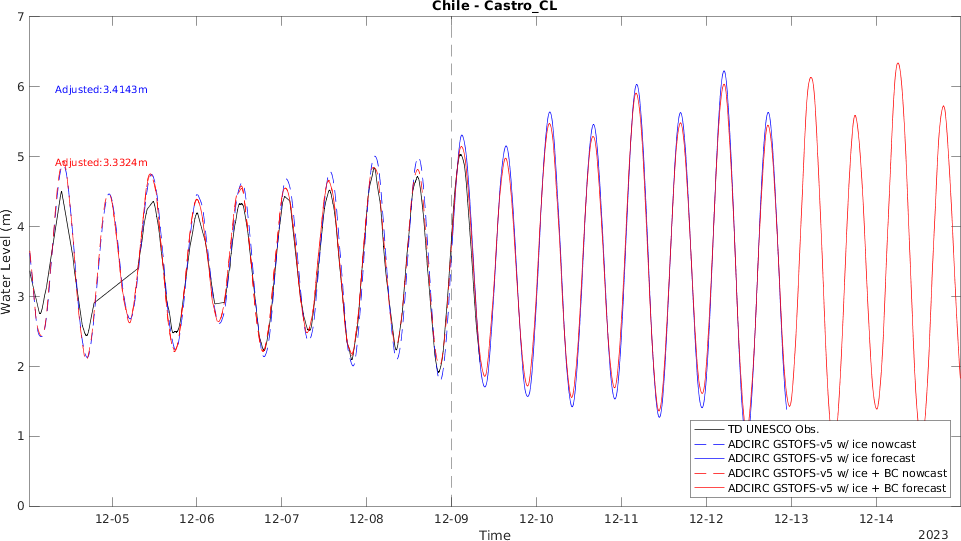 Chile - Castro_CL
7
6
5
4
3
2
1
0
Water Level (m)
Adjusted:3.4143m
Adjusted:3.3324m
TD UNESCO Obs.
ADCIRC GSTOFS-v5 w/ ice nowcast
ADCIRC GSTOFS-v5 w/ ice forecast
ADCIRC GSTOFS-v5 w/ ice + BC nowcast
ADCIRC GSTOFS-v5 w/ ice + BC forecast
12-05 12-06 12-07 12-08 12-09 12-10 12-11 12-12 12-13 12-14
Time
2023